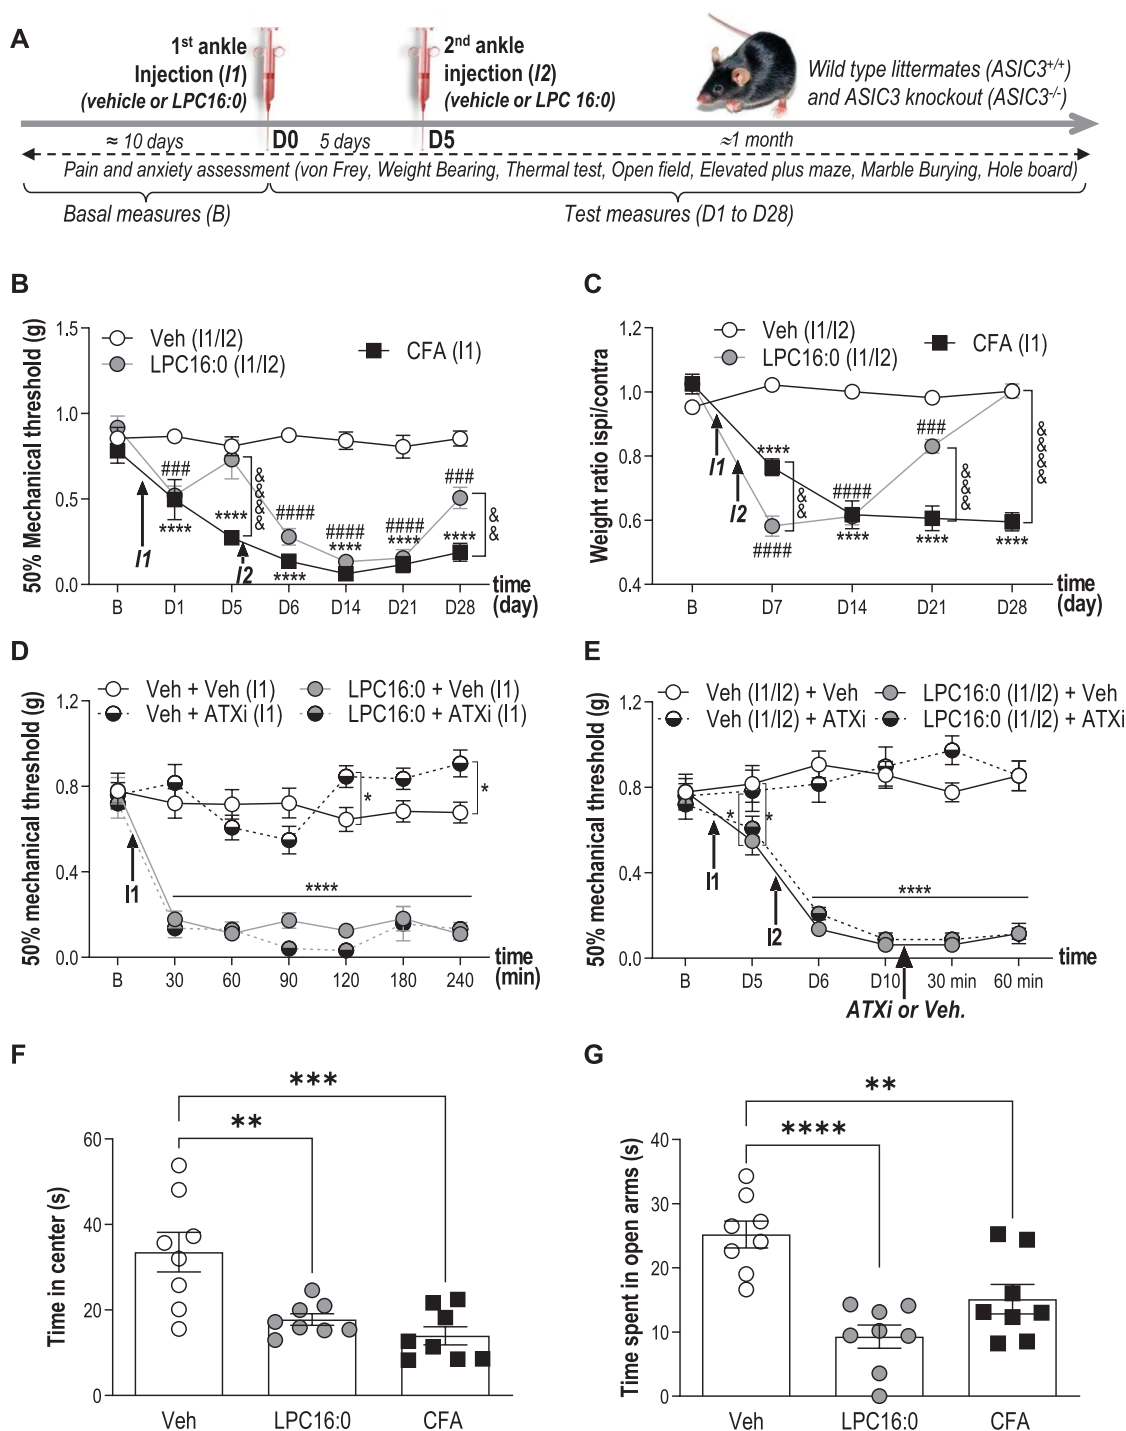 A
1st ankle
Injection (I1)
(vehicle or LPC16:0)
2nd ankle
injection (I2)
(vehicle or LPC 16:0)
Wild type littermates (ASIC3+/+)
and ASIC3 knockout (ASIC3-/-)
≈ 10 days
D0
5 days
D5
≈1 month
Pain and anxiety assessment (von Frey, Weight Bearing, Thermal test, Open field, Elevated plus maze, Marble Burying, Hole board)
Basal measures (B)
Test measures (D1 to D28)
B
50% Mechanical threshold (g)
Veh (I1/I2)
LPC16:0 (I1/I2)
CFA (I1)
1.5
1.0
0.5
0.0
###
****
****
&&&&
####
****
####
****
####
****
###
****
&&
I1
I2
B D1 D5 D6 D14 D21 D28
time
(day)
C
Weight ratio ispi/contra
Veh (I1/I2)
LPC16:0 (I1/I2)
CFA (I1)
1.2
1.0
0.8
0.6
0.4
I1
I2
****
&&
####
####
****
###
&&&
****
&&&&
****
B D7 D14 D21 D28
time
(day)
D
50% mechanical threshold (g)
Veh + Veh (I1)
Veh + ATXi (I1)
LPC16:0 + Veh (I1)
LPC16:0 + ATXi (I1)
1.2
0.8
0.4
0.0
*
*
****
I1
B 30 60 90 120 180 240
time
(min)
E
50% mechanical threshold (g)
Veh (I1/I2) + Veh
Veh (I1/I2) + ATXi
LPC16:0 (I1/I2) + Veh
LPC16:0 (I1/I2) + ATXi
1.2
0.8
0.4
0.0
* *
****
I1
I2
B D5 D6 D10 30 min 60 min
time
ATXi or Veh.
F
Time in center (s)
60
40
20
0
***
**
Veh LPC16:0 CFA
G
Time spent in open arms (s)
40
30
20
10
0
**
****
Veh LPC16:0 CFA